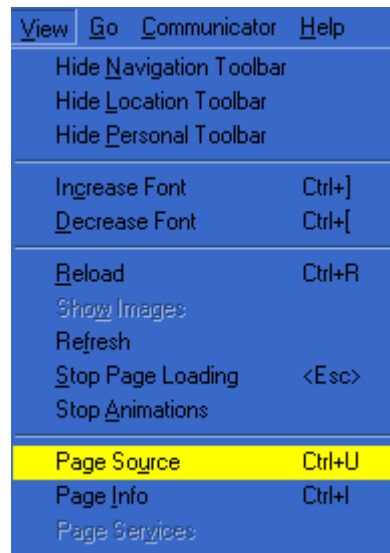 View Go Communicator Help
Hide Navigation Toolbar
Hide Location Toolbar
Hide Personal Toolbar
Increase Font Ctrl+]
Decrease Font Ctrl+[
Reload Ctrl+R
Show Images
Refresh
Stop Page Loading <Esc>
Stop Animations
Page Source Ctrl+U
Page Info Ctrl+I
Page Services